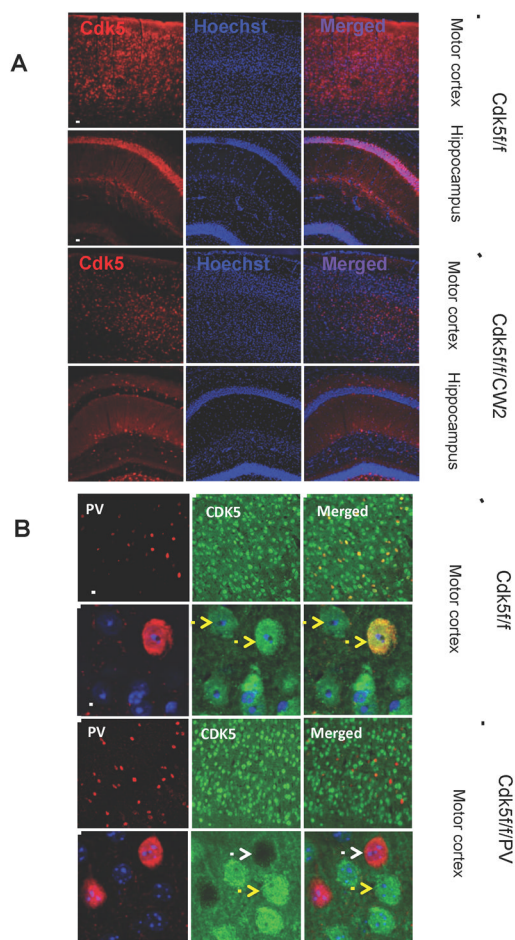 A
Cdk5 Hoechst Merged
Motor cortex
Hippocampus
Cdk5f/f
Cdk5 Hoechst Merged
Motor cortex
Hippocampus
Cdk5f/f/CW2
B
PV CDK5 Merged
Motor cortex
Cdk5f/f
PV CDK5 Merged
Motor cortex
Cdk5f/f/PV